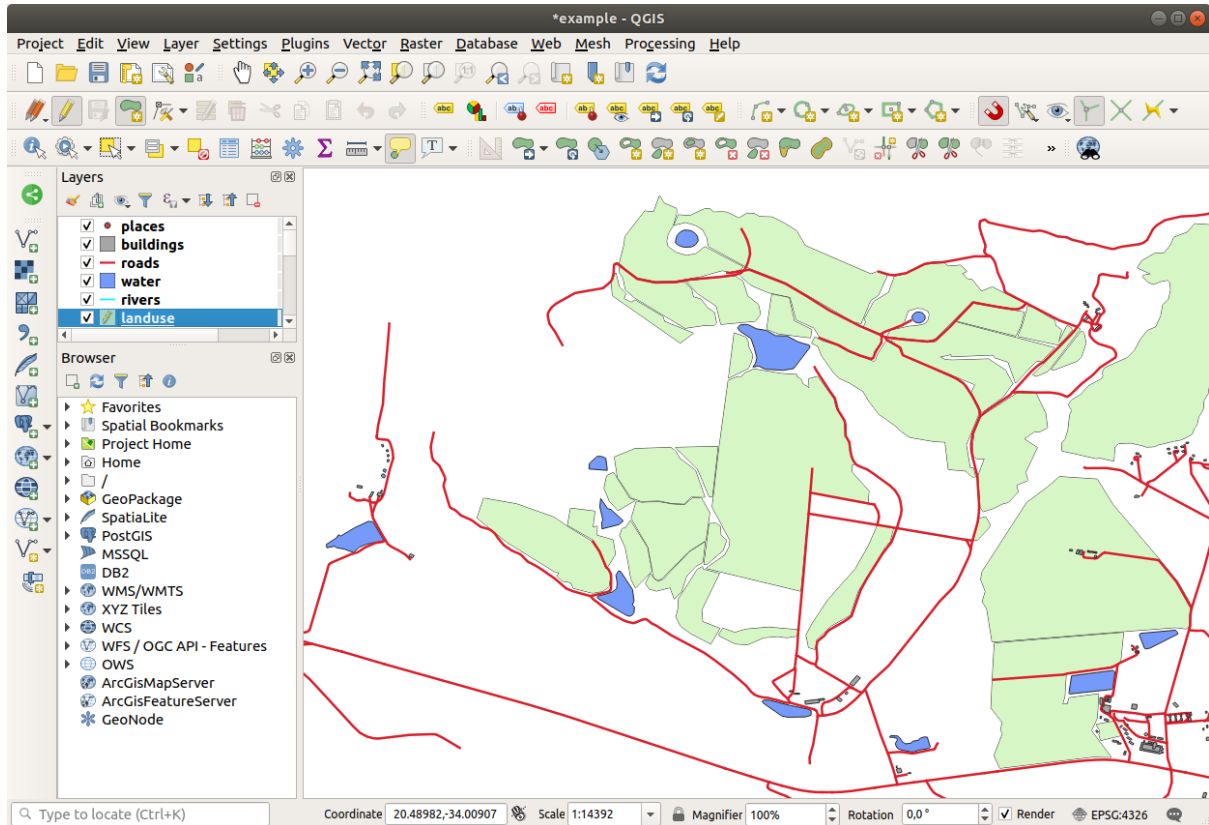 *example - QGIS
Project Edit View Layer Settings Plugins Vector Raster Database Web Mesh Processing Help
Layers
places
buildings
roads
water
rivers
landuse
Browser
Favorites
Spatial Bookmarks
Project Home
Home
/
GeoPackage
SpatiaLite
PostGIS
MSSQL
DB2
WMS/WMTS
XYZ Tiles
WCS
WFS / OGC API - Features
OWS
ArcGisMapServer
ArcGisFeatureServer
GeoNode
Type to locate (Ctrl+K) Coordinate 20.48982,-34.00907 Scale 1:14392 Magnifier 100% Rotation 0,0 ° Render EPSG:4326